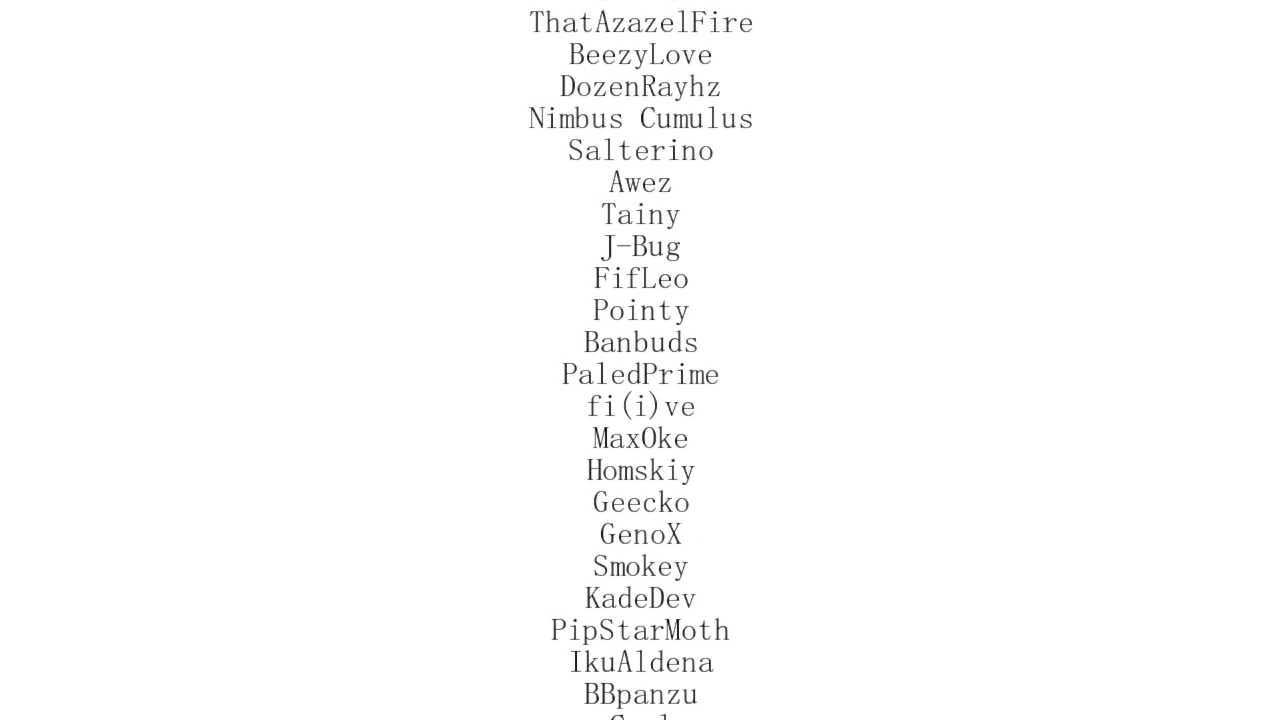 ThatAzazelFire
BeezyLove
DozenRayhz
Nimbus Cumulus
Salterino
Awez
Tainy
J-Bug
FifLeo
Pointy
Banbuds
PaledPrime
fi(i)ve
MaxOke
Homskiy
Geecko
GenoX
Smokey
KadeDev
PipStarMoth
IkuAldena
BBpanzu